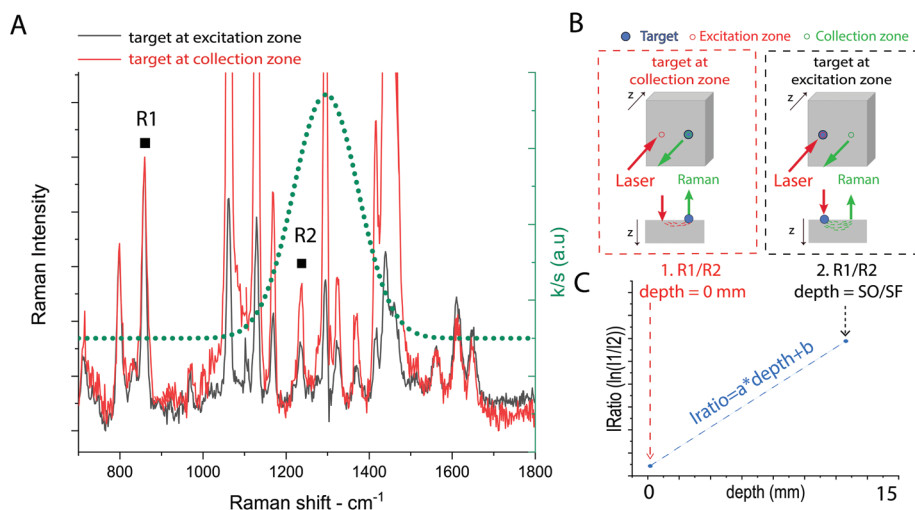 A
target at excitation zone
target at collection zone
R1
R2
Raman Intensity
k/s (a.u)
800 1000 1200 1400 1600 1800
Raman shift - cm-1
B
Target Excitation zone Collection zone
target at
collection zone
z
Laser
Raman
z
target at
excitation zone
z
Laser
Raman
z
C
1. R1/R2
depth = 0 mm
2. R1/R2
depth = SO/SF
IRatio (ln(I1/I2))
Iratio=a*depth+b
0 depth (mm) 15